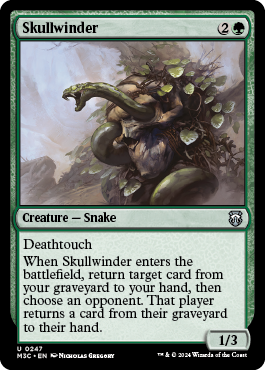 Skullwinder 2
Creature — Snake
Deathtouch
When Skullwinder enters the
battlefield, return target card from
your graveyard to your hand, then
choose an opponent. That player
returns a card from their graveyard
to their hand.
1/3
U 0247
M3C • EN Nicholas Gregory
™ & © 2024 Wizards of the Coast